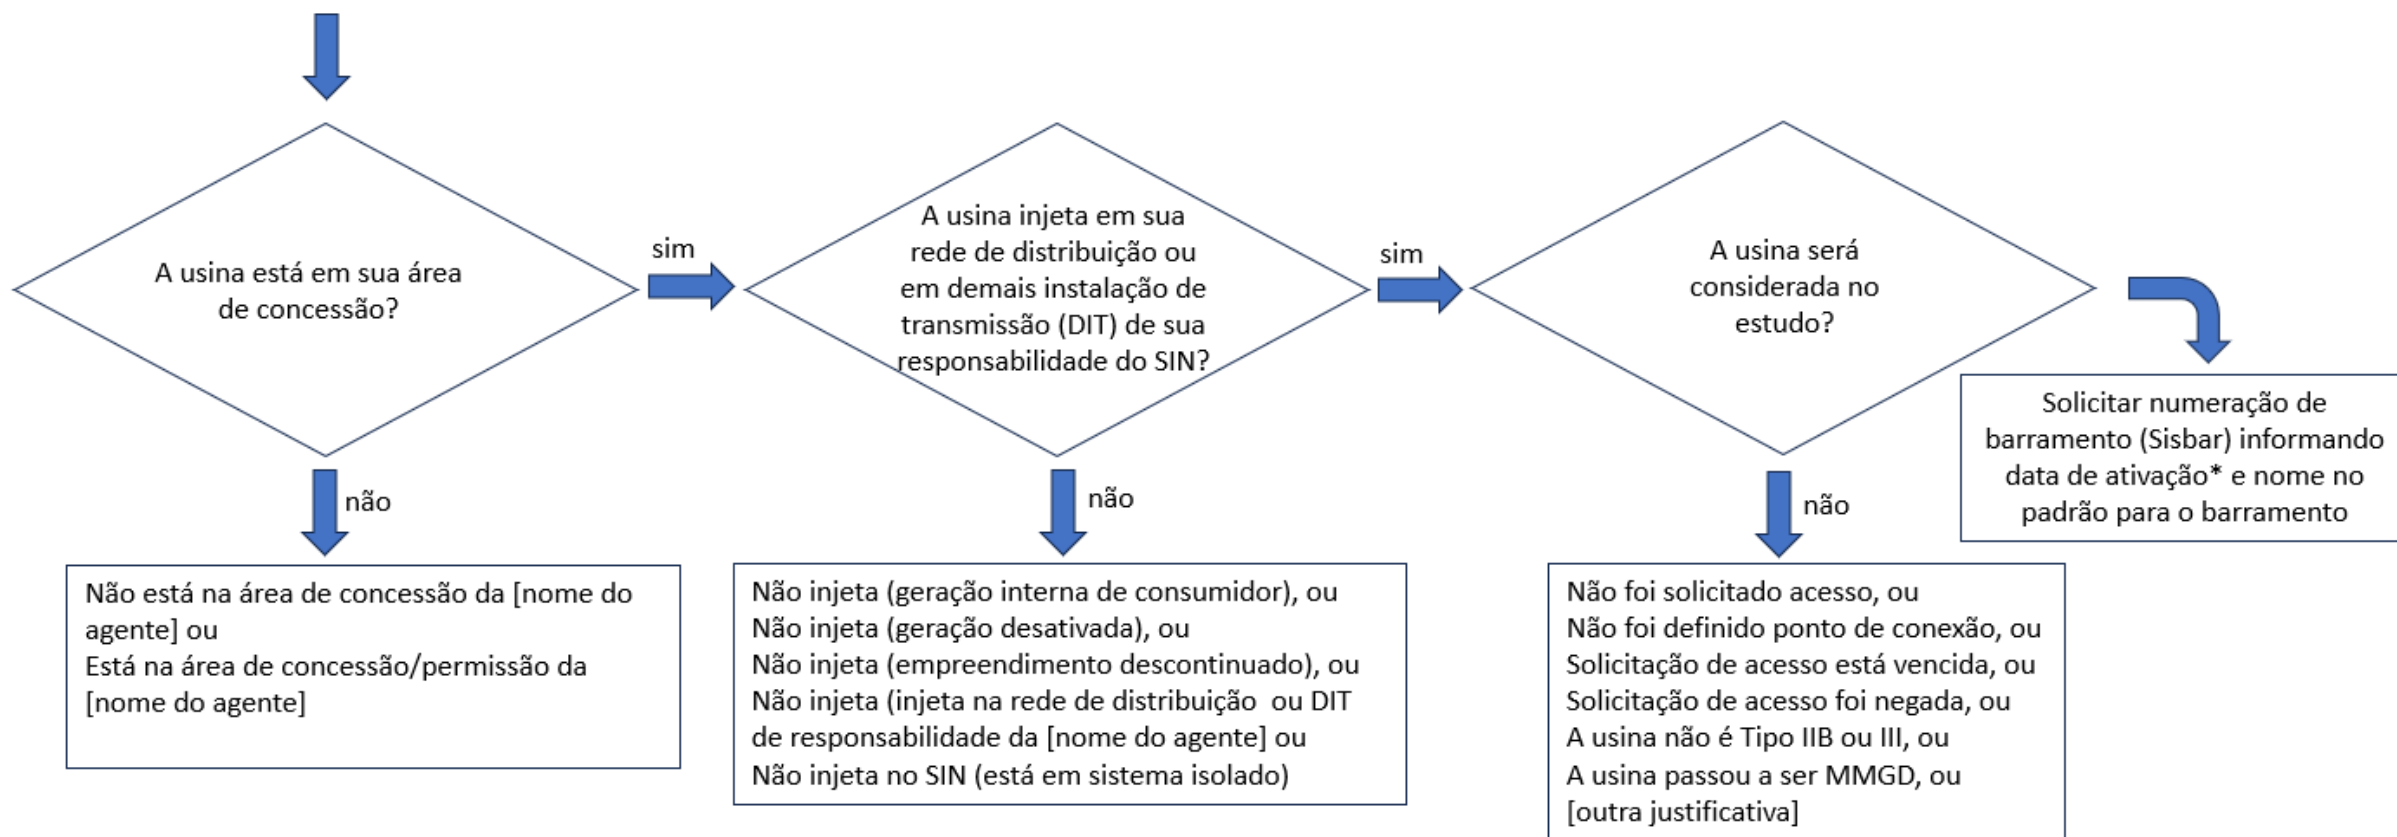 A usina está em sua área
de concessão?
sim
não
Não está na área de concessão da [nome do
agente] ou
Está na área de concessão/permissão da
[nome do agente]
A usina injeta em sua
rede de distribuição ou
em demais instalação de
transmissão (DIT) de sua
responsabilidade do SIN?
sim
não
Não injeta (geração interna de consumidor), ou
Não injeta (geração desativada), ou
Não injeta (empreendimento descontinuado), ou
Não injeta (injeta na rede de distribuição ou DIT
de responsabilidade da [nome do agente] ou
Não injeta no SIN (está em sistema isolado)
A usina será
considerada no
estudo?
não
Não foi solicitado acesso, ou
Não foi definido ponto de conexão, ou
Solicitação de acesso está vencida, ou
Solicitação de acesso foi negada, ou
A usina não é Tipo IIB ou III, ou
A usina passou a ser MMGD, ou
[outra justificativa]
Solicitar numeração de
barramento (Sisbar) informando
data de ativação* e nome no
padrão para o barramento